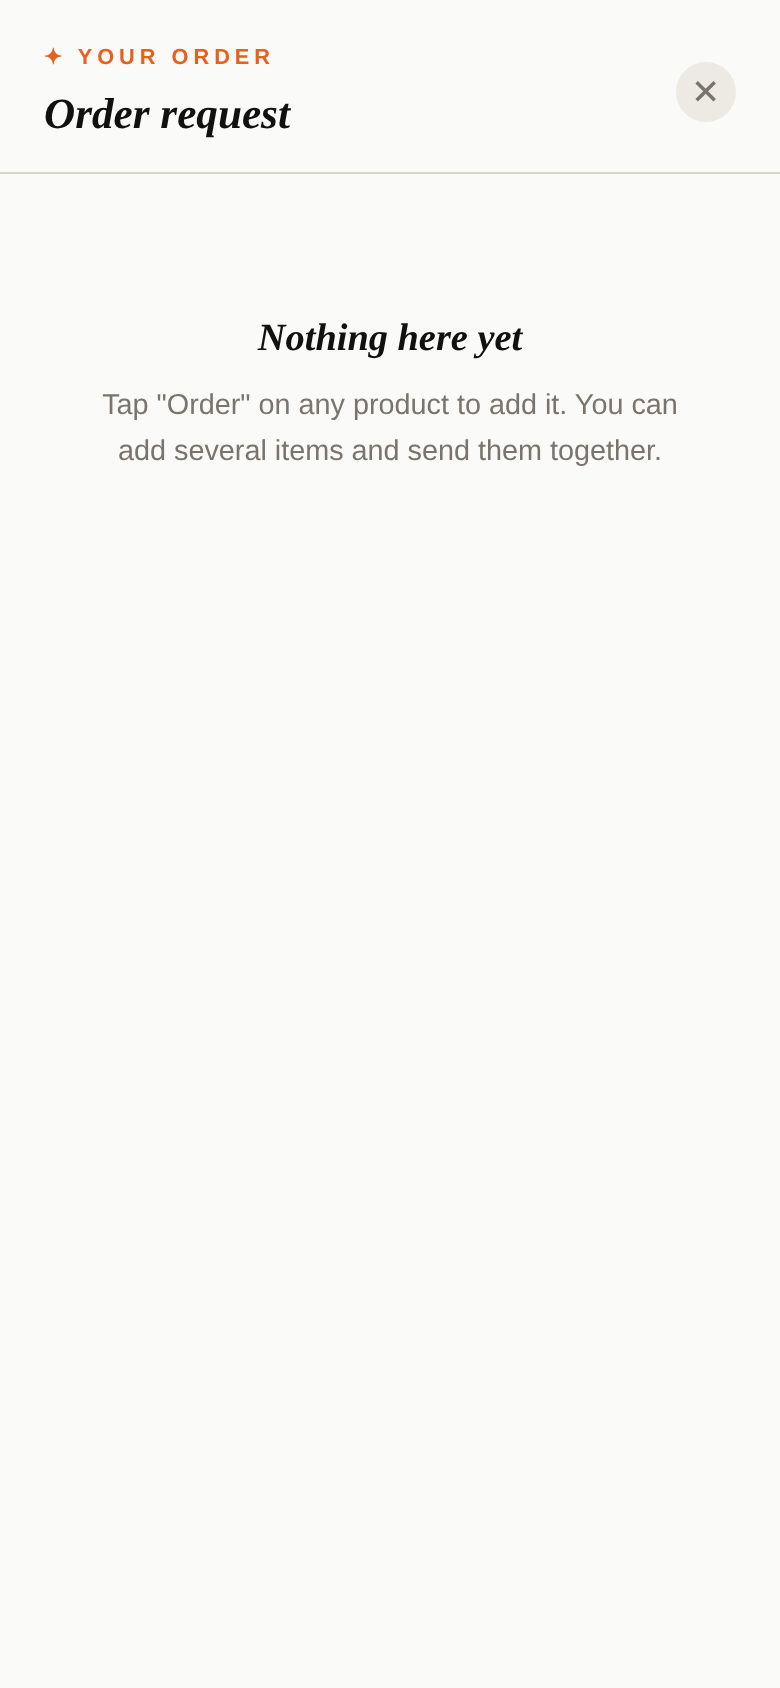 ✦ YOUR ORDER
Order request
✕
Nothing here yet
Tap "Order" on any product to add it. You can
add several items and send them together.